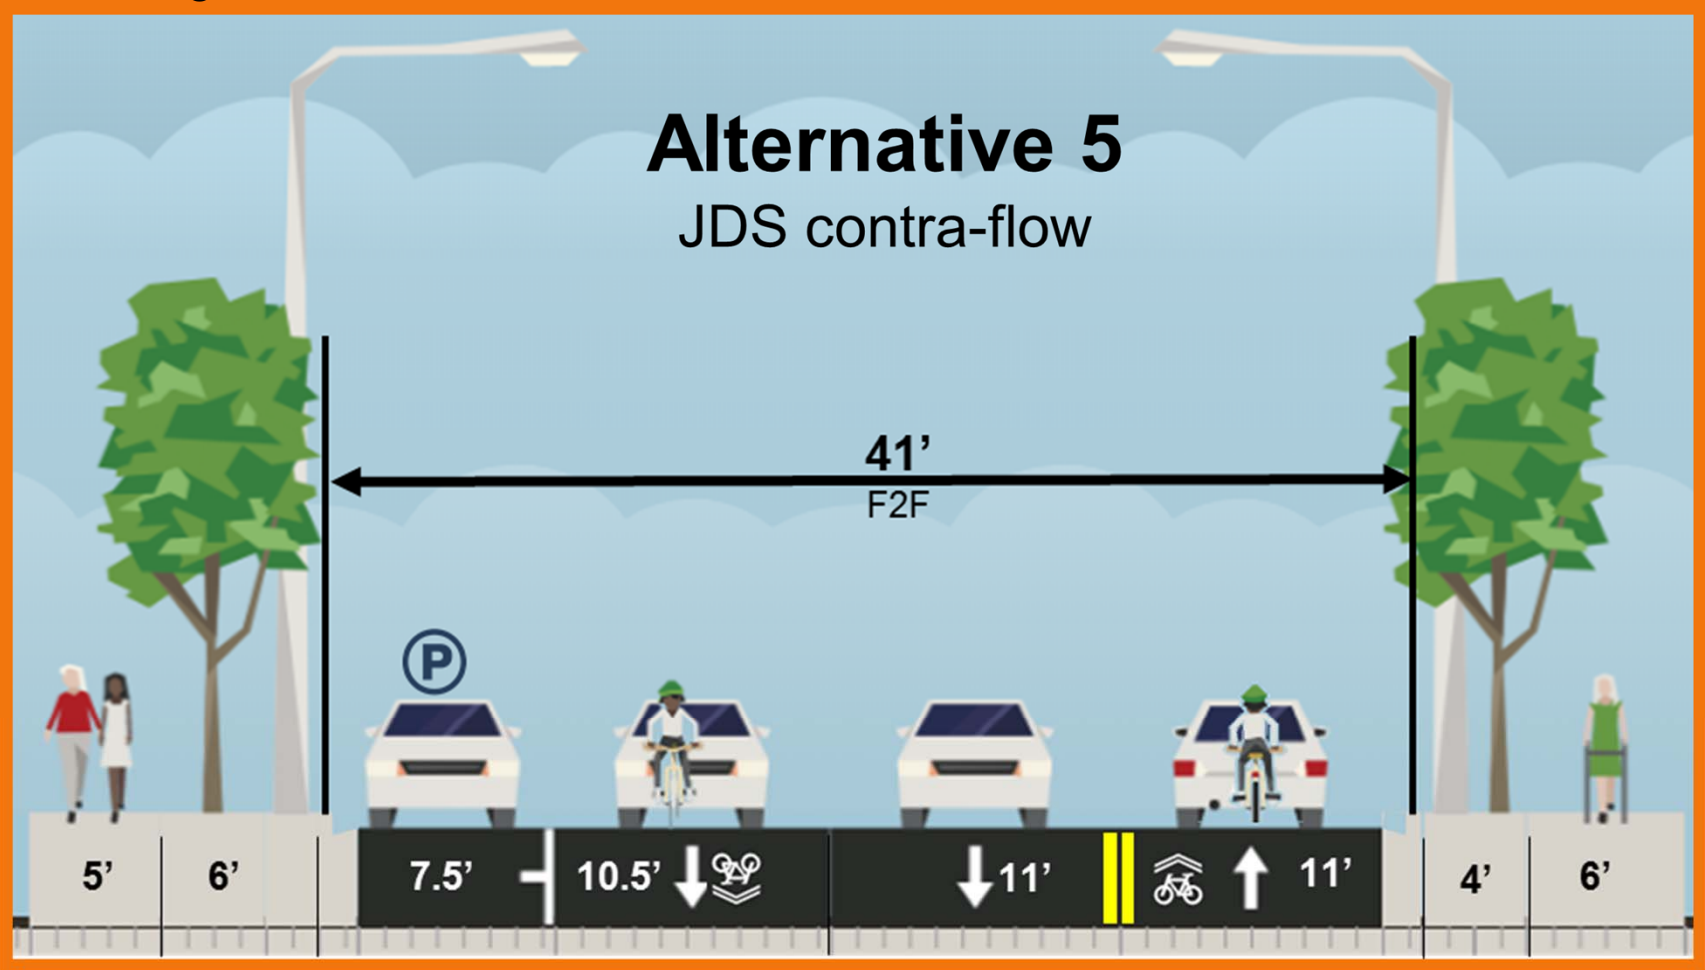 Alternative 5
JDS contra-flow
41’
F2F
P
5’ 6’ 7.5’ 10.5’ 11’ 11’ 4’ 6’